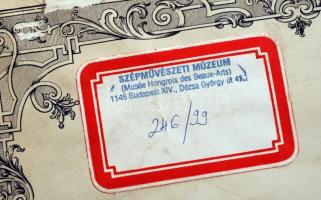 SZÉPMŰVÉSZETI MÚZEUM
(Musée Hongrois des Beaux-Arts)
1146 Budapest XIV., Dózsa György út 41.
246/99